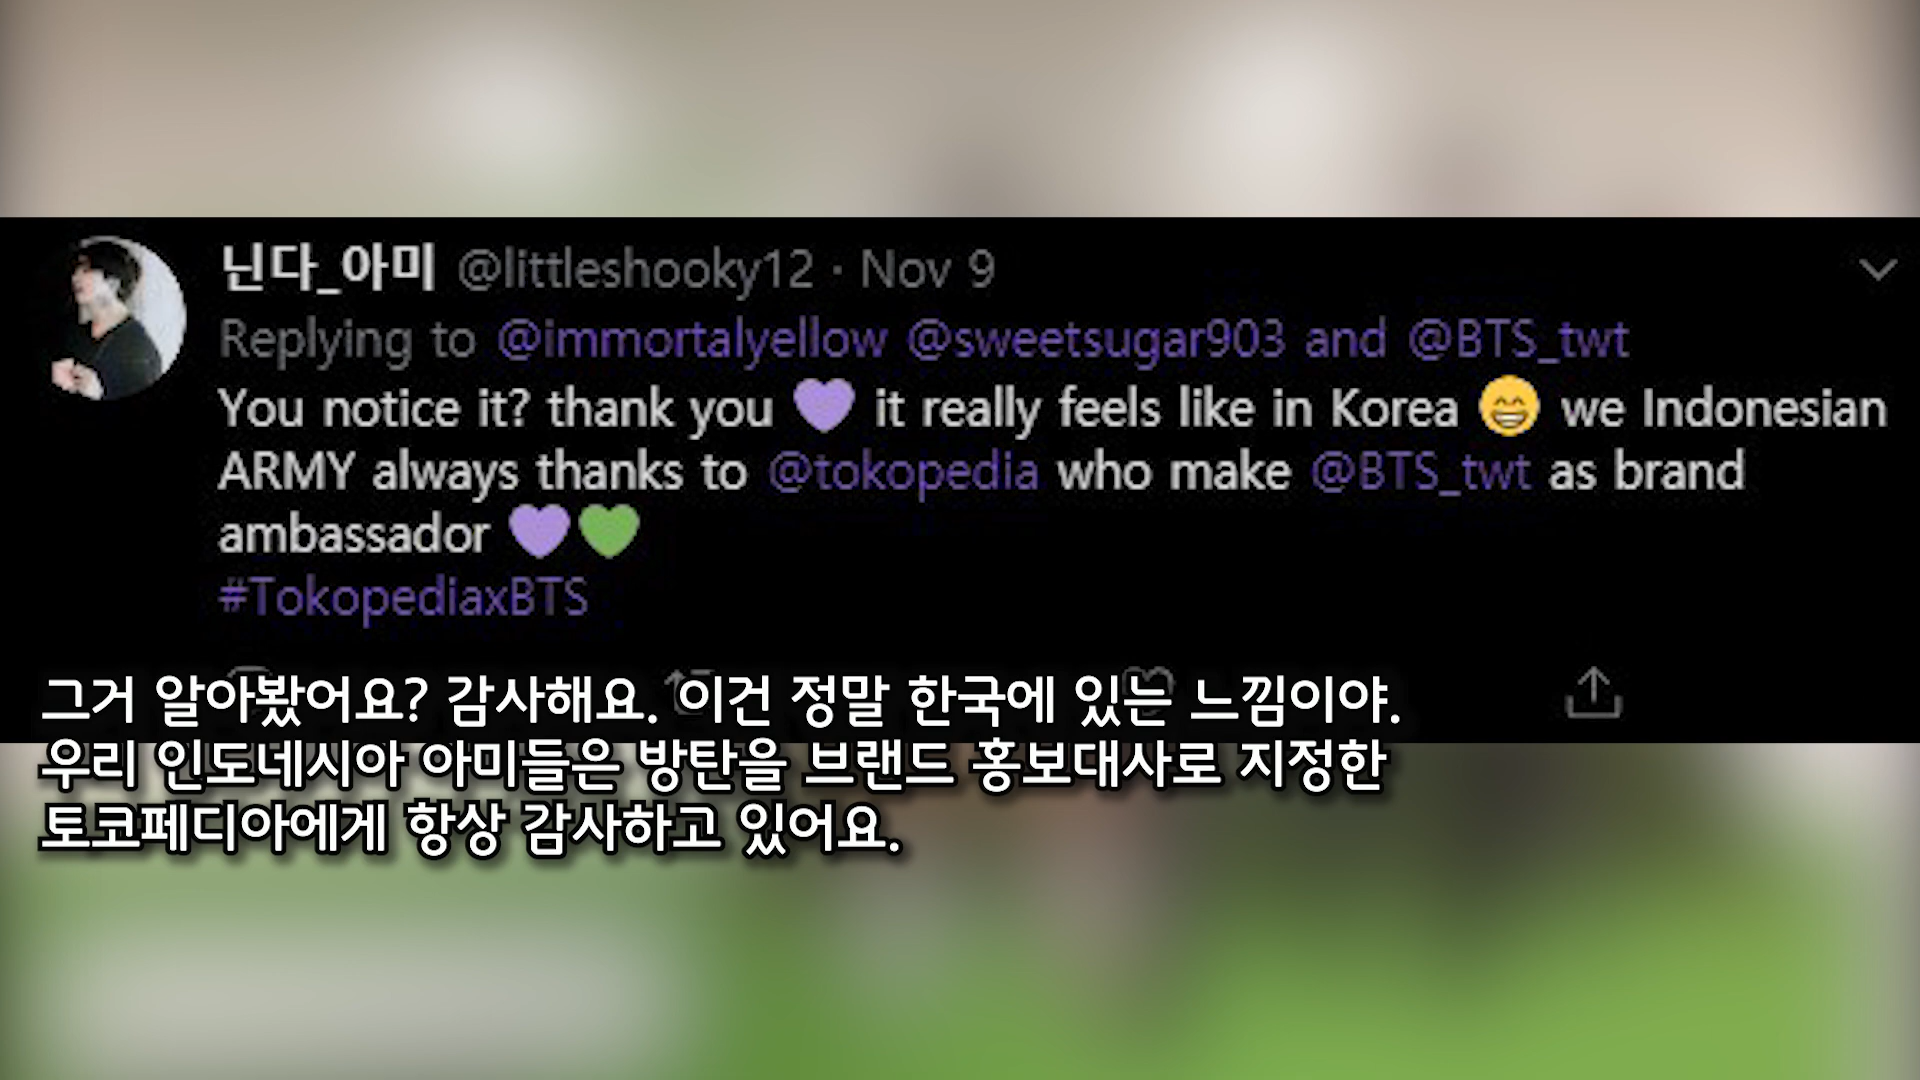 닌다_아미 @littleshooky12 · Nov 9
Replying to @immortalyellow @sweetsugar903 and @BTS_twt
You notice it? thank you 💜 it really feels like in Korea 😁 we Indonesian
ARMY always thanks to @tokopedia who make @BTS_twt as brand
ambassador 💜💚
#TokopediaxBTS
그거 알아봤어요? 감사해요. 이건 정말 한국에 있는 느낌이야.
우리 인도네시아 아미들은 방탄을 브랜드 홍보대사로 지정한
토코페디아에게 항상 감사하고 있어요.